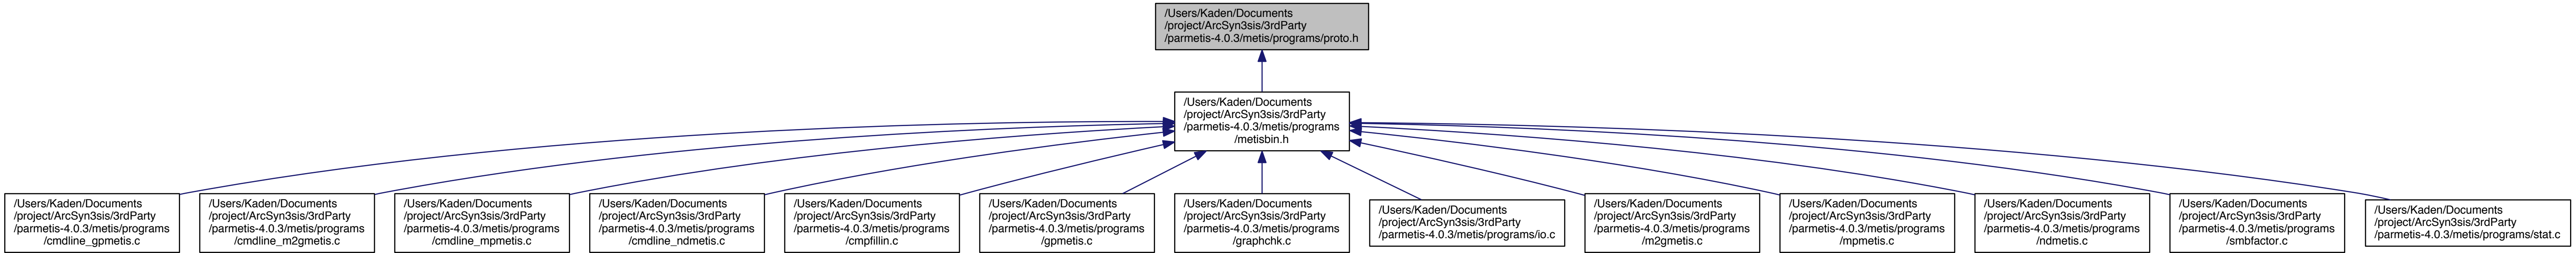 /Users/Kaden/Documents
/project/ArcSyn3sis/3rdParty
/parmetis-4.0.3/metis/programs/proto.h
/Users/Kaden/Documents
/project/ArcSyn3sis/3rdParty
/parmetis-4.0.3/metis/programs
/metisbin.h
/Users/Kaden/Documents
/project/ArcSyn3sis/3rdParty
/parmetis-4.0.3/metis/programs
/cmdline_gpmetis.c
/Users/Kaden/Documents
/project/ArcSyn3sis/3rdParty
/parmetis-4.0.3/metis/programs
/cmdline_m2gmetis.c
/Users/Kaden/Documents
/project/ArcSyn3sis/3rdParty
/parmetis-4.0.3/metis/programs
/cmdline_mpmetis.c
/Users/Kaden/Documents
/project/ArcSyn3sis/3rdParty
/parmetis-4.0.3/metis/programs
/cmdline_ndmetis.c
/Users/Kaden/Documents
/project/ArcSyn3sis/3rdParty
/parmetis-4.0.3/metis/programs
/cmpfillin.c
/Users/Kaden/Documents
/project/ArcSyn3sis/3rdParty
/parmetis-4.0.3/metis/programs
/gpmetis.c
/Users/Kaden/Documents
/project/ArcSyn3sis/3rdParty
/parmetis-4.0.3/metis/programs
/graphchk.c
/Users/Kaden/Documents
/project/ArcSyn3sis/3rdParty
/parmetis-4.0.3/metis/programs/io.c
/Users/Kaden/Documents
/project/ArcSyn3sis/3rdParty
/parmetis-4.0.3/metis/programs
/m2gmetis.c
/Users/Kaden/Documents
/project/ArcSyn3sis/3rdParty
/parmetis-4.0.3/metis/programs
/mpmetis.c
/Users/Kaden/Documents
/project/ArcSyn3sis/3rdParty
/parmetis-4.0.3/metis/programs
/ndmetis.c
/Users/Kaden/Documents
/project/ArcSyn3sis/3rdParty
/parmetis-4.0.3/metis/programs
/smbfactor.c
/Users/Kaden/Documents
/project/ArcSyn3sis/3rdParty
/parmetis-4.0.3/metis/programs/stat.c